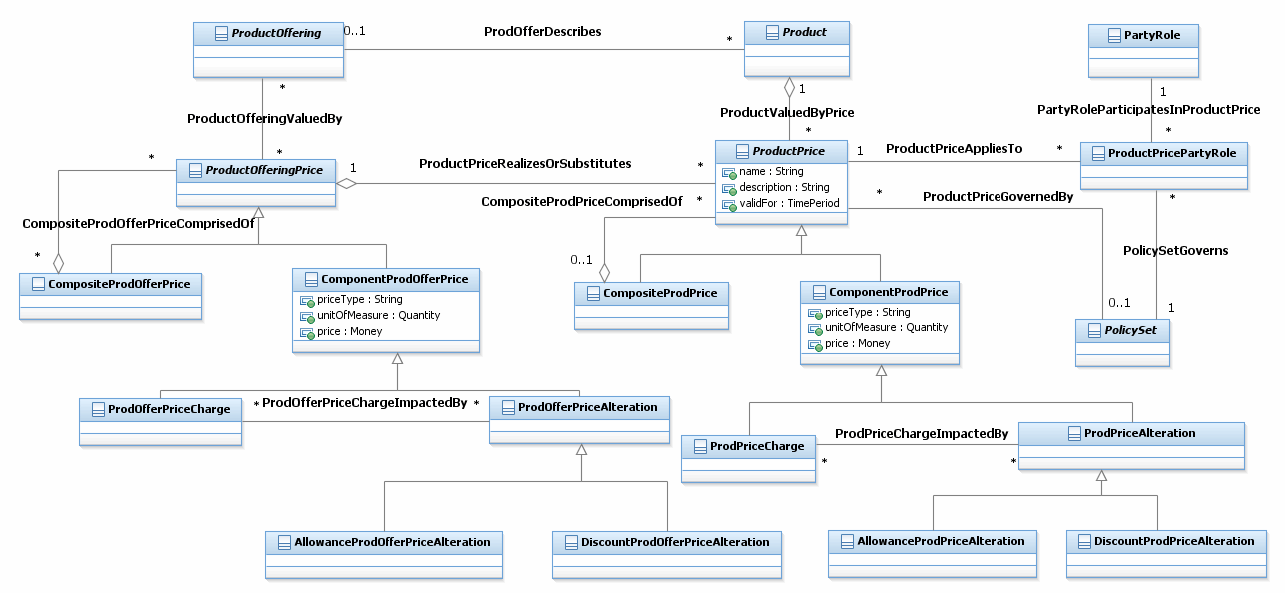 ProductOffering
0..1
ProdOfferDescribes
*
Product
PartyRole
*
1
1
ProductOfferingValuedBy
ProductValuedByPrice
PartyRoleParticipatesInProductPrice
*
*
*
*
ProductOfferingPrice
1
ProductPriceRealizesOrSubstitutes
*
ProductPrice
name : String
description : String
validFor : TimePeriod
1
ProductPriceAppliesTo
*
ProductPricePartyRole
CompositeProdPriceComprisedOf
*
*
ProductPriceGovernedBy
*
CompositeProdOfferPriceComprisedOf
*
0..1
PolicySetGoverns
CompositeProdOfferPrice
ComponentProdOfferPrice
priceType : String
unitOfMeasure : Quantity
price : Money
CompositeProdPrice
ComponentProdPrice
priceType : String
unitOfMeasure : Quantity
price : Money
0..1
1
PolicySet
ProdOfferPriceCharge
*
ProdOfferPriceChargeImpactedBy
*
ProdOfferPriceAlteration
ProdPriceCharge
ProdPriceChargeImpactedBy
*
*
ProdPriceAlteration
AllowanceProdOfferPriceAlteration
DiscountProdOfferPriceAlteration
AllowanceProdPriceAlteration
DiscountProdPriceAlteration